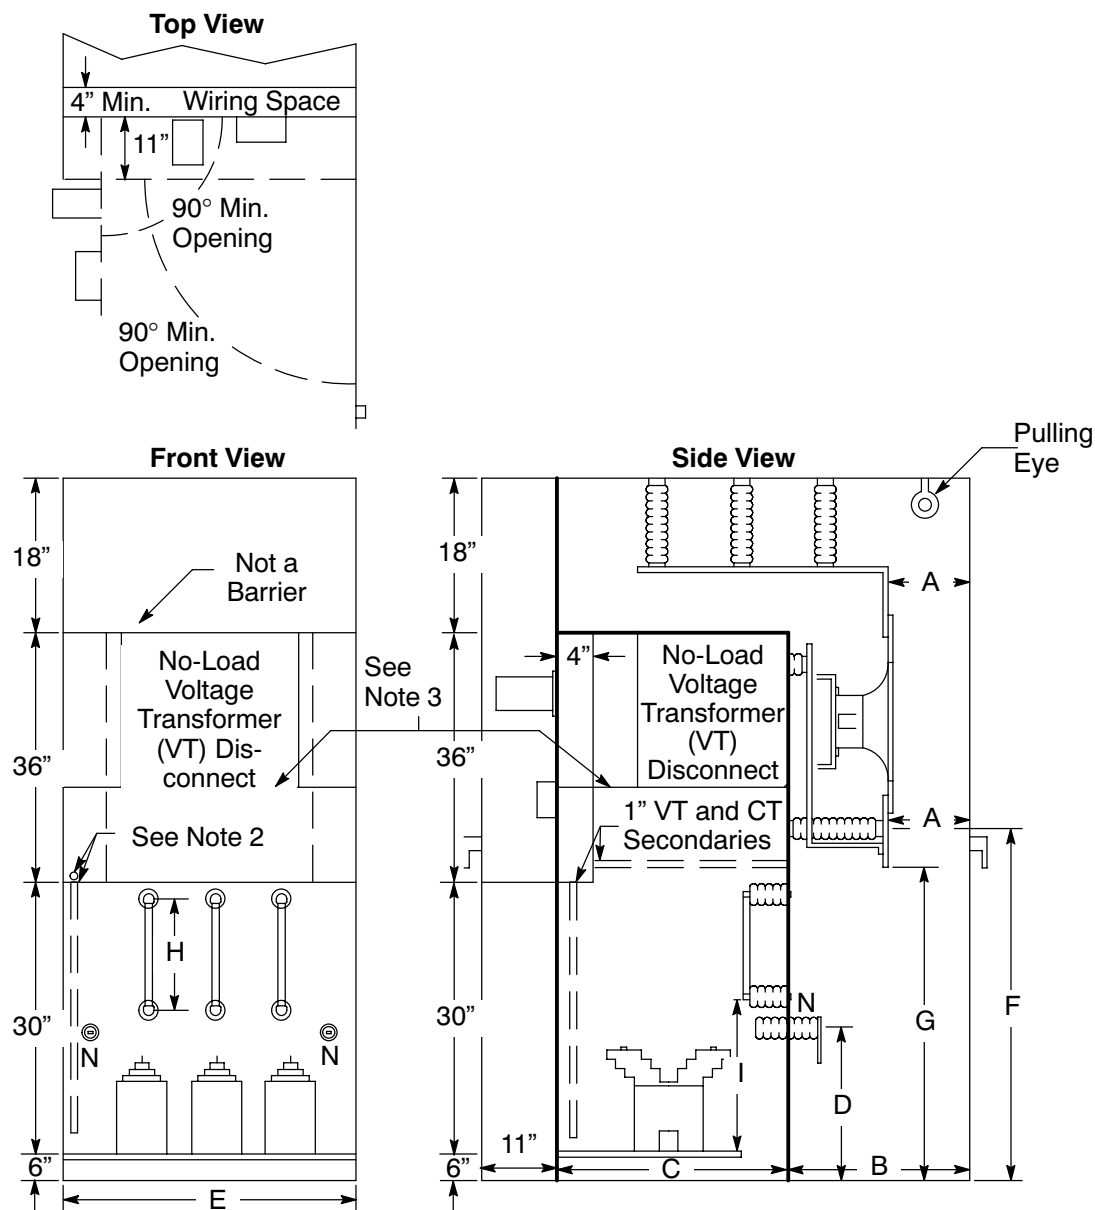 Top View
4” Min.
Wiring Space
11”
90° Min.
Opening
90° Min.
Opening
Front View
18”
Not a
Barrier
36”
No-Load
Voltage
Transformer
(VT) Dis-
connect
See
Note 3
See Note 2
30”
H
N
N
6”
E
Side View
Pulling
Eye
18”
A
4”
No-Load
Voltage
Transformer
(VT)
Disconnect
36”
1” VT and CT
Secondaries
A
30”
N
I
D
G
F
11”
6”
C
B